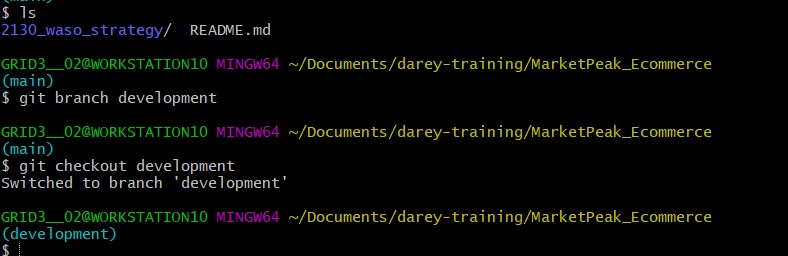 (main)
$ ls
2130_waso_strategy/  README.md
GRID3__02@WORKSTATION10 MINGW64 ~/Documents/darey-training/MarketPeak_Ecommerce
(main)
$ git branch development
GRID3__02@WORKSTATION10 MINGW64 ~/Documents/darey-training/MarketPeak_Ecommerce
(main)
$ git checkout development
Switched to branch 'development'
GRID3__02@WORKSTATION10 MINGW64 ~/Documents/darey-training/MarketPeak_Ecommerce
(development)
$